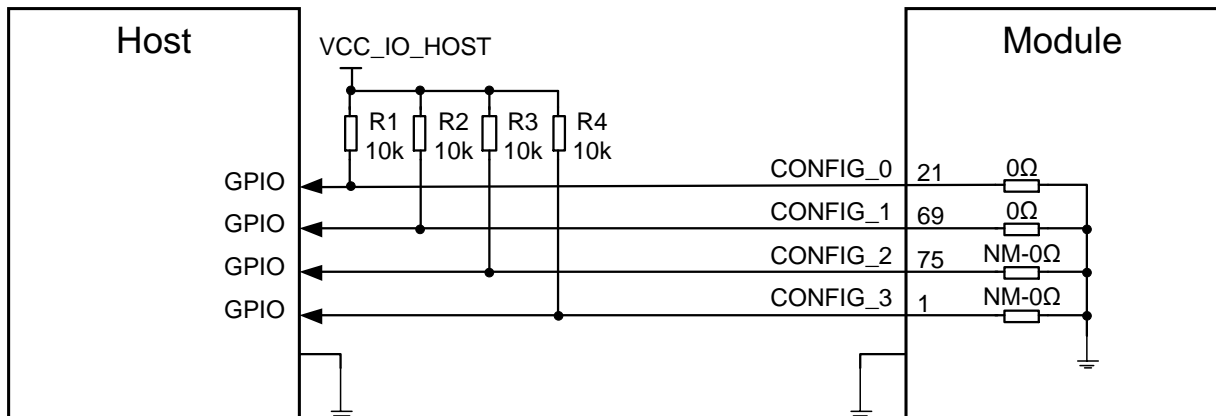 Host
Module
VCC_IO_HOST
R1
10k
R2
10k
R3
10k
R4
10k
GPIO
CONFIG_0
21
0Ω
GPIO
CONFIG_1
69
0Ω
GPIO
CONFIG_2
75
NM-0Ω
GPIO
CONFIG_3
1
NM-0Ω